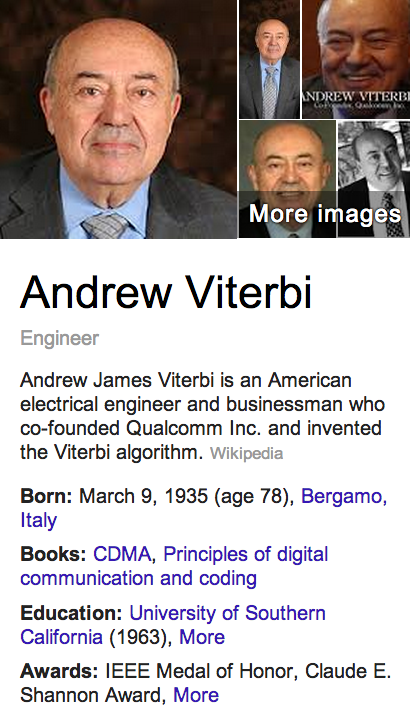 ANDREW VITERBI
Co-Founder, Qualcomm Inc.
More images
Andrew Viterbi
Engineer
Andrew James Viterbi is an American
electrical engineer and businessman who
co-founded Qualcomm Inc. and invented
the Viterbi algorithm. Wikipedia
Born: March 9, 1935 (age 78), Bergamo,
Italy
Books: CDMA, Principles of digital
communication and coding
Education: University of Southern
California (1963), More
Awards: IEEE Medal of Honor, Claude E.
Shannon Award, More